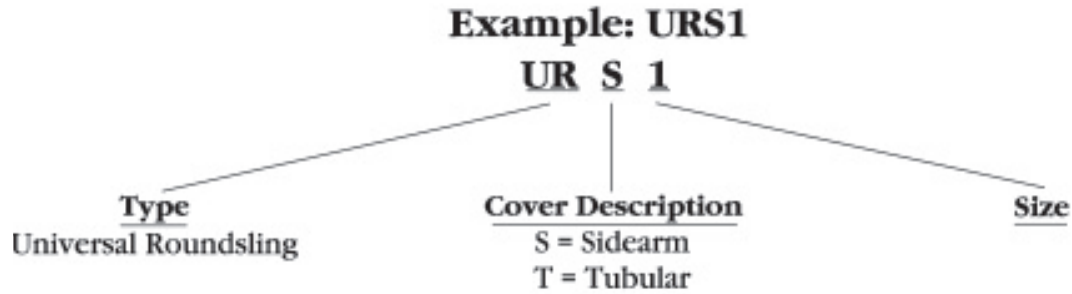 Example: URS1
UR S 1
Type Cover Description Size
Universal Roundsling S = Sidearm
T = Tubular